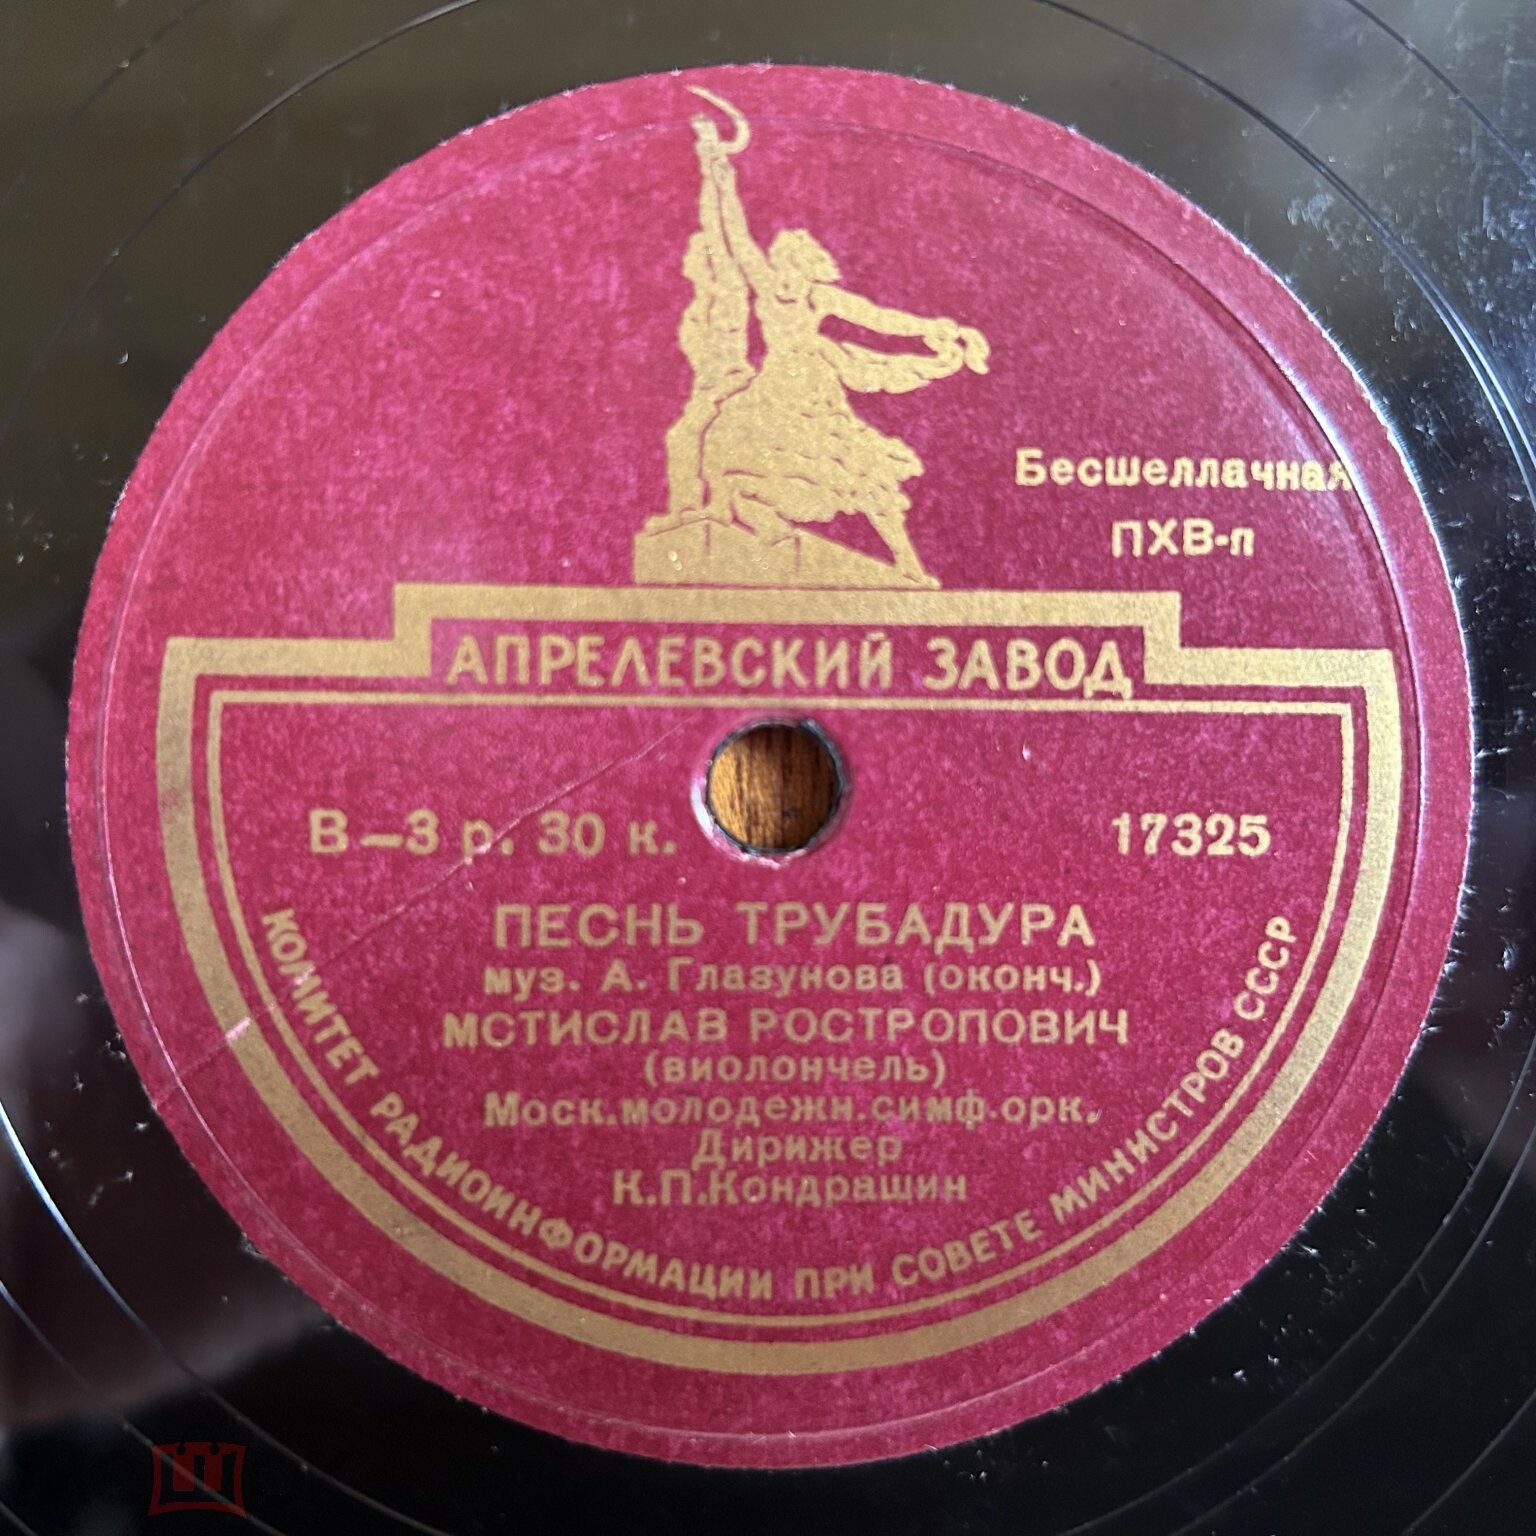 Бесшеллачная
ПХВ-п
АПРЕЛЕВСКИЙ ЗАВОД
В–3 р. 30 к.
17325
ПЕСНЬ ТРУБАДУРА
муз. А. Глазунова (оконч.)
МСТИСЛАВ РОСТРОПОВИЧ
(виолончель)
Моск.молодежн.симф.орк.
Дирижер
К.П.Кондрашин
КОМИТЕТ РАДИОИНФОРМАЦИИ ПРИ СОВЕТЕ МИНИСТРОВ СССР